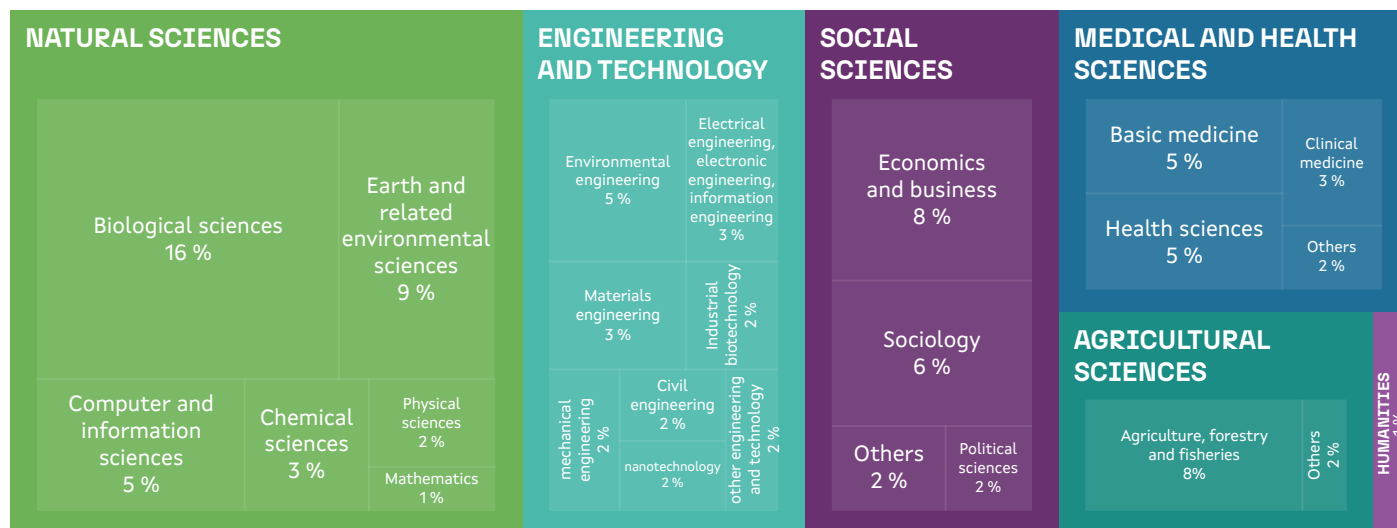 NATURAL SCIENCES
Biological sciences
16 %
Earth and
related
environmental
sciences
9 %
Computer and
information
sciences
5 %
Chemical
sciences
3 %
Physical
sciences
2 %
Mathematics
1 %
ENGINEERING
AND TECHNOLOGY
Environmental
engineering
5 %
Electrical
engineering,
electronic
engineering,
information
engineering
3 %
Materials
engineering
3 %
Industrial
biotechnology
2 %
mechanical
engineering
2 %
Civil
engineering
2 %
nanotechnology
2 %
other engineering
and technology
2 %
SOCIAL
SCIENCES
Economics
and business
8 %
Sociology
6 %
Others
2 %
Political
sciences
2 %
MEDICAL AND HEALTH
SCIENCES
Basic medicine
5 %
Clinical
medicine
3 %
Health sciences
5 %
Others
2 %
AGRICULTURAL
SCIENCES
Agriculture, forestry
and fisheries
8%
Others
2 %
HUMANITIES
1 %